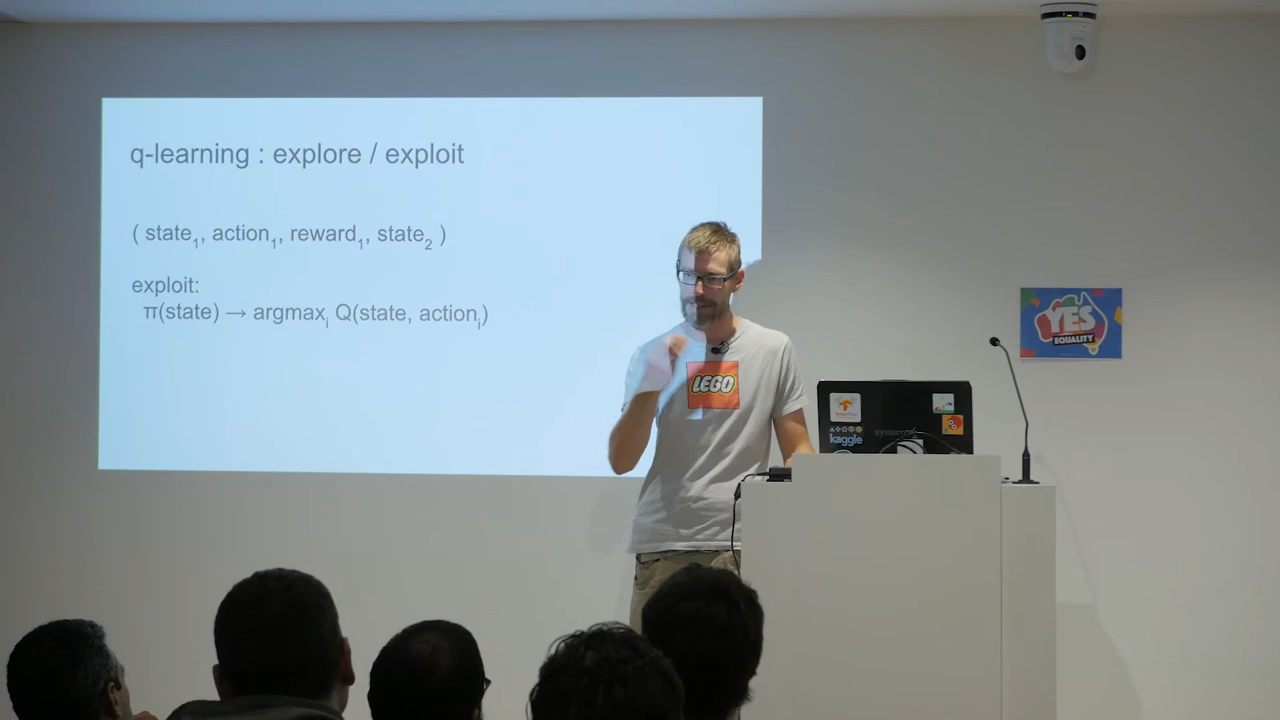 q-learning : explore / exploit
( state₁, action₁, reward₁, state₂ )
exploit:
π(state) → argmaxᵢ Q(state, actionᵢ)
LEGO
YES
EQUALITY
kaggle